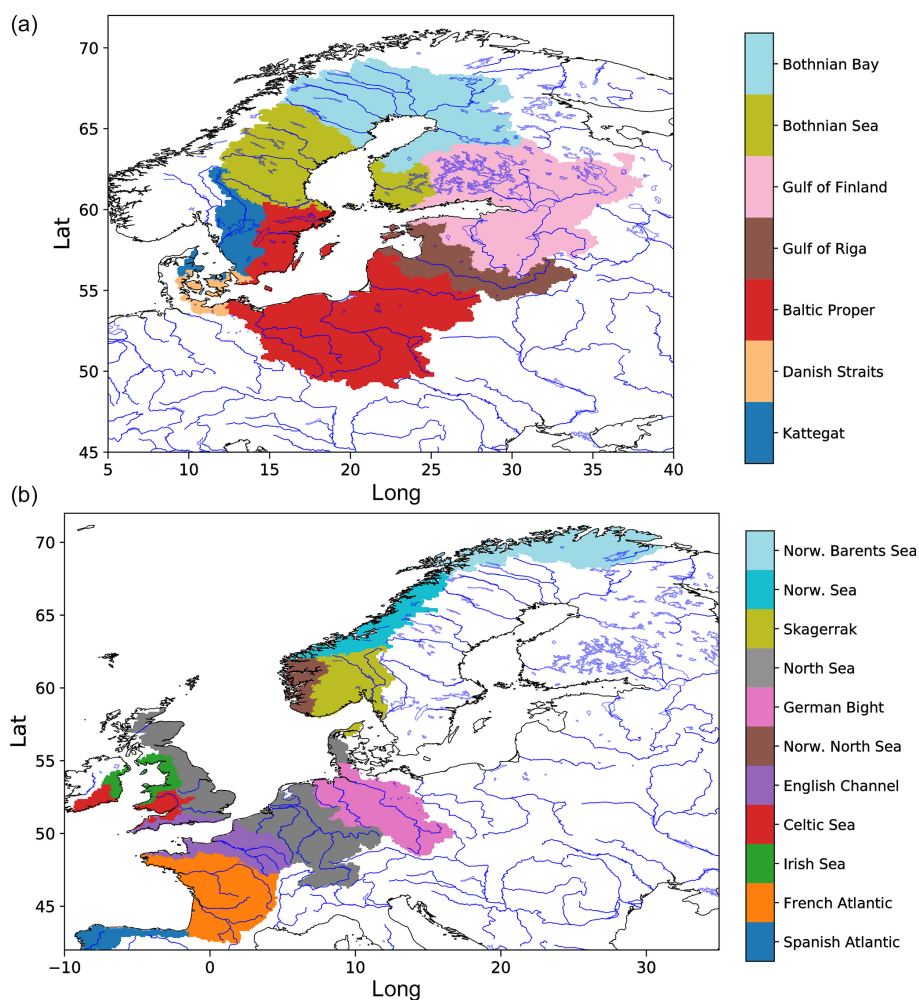 (a)
70
65
60
55
50
45
Lat
5
10
15
20
25
30
35
40
Long
Bothnian Bay
Bothnian Sea
Gulf of Finland
Gulf of Riga
Baltic Proper
Danish Straits
Kattegat
(b)
70
65
60
55
50
45
Lat
−10
0
10
20
30
Long
Norw. Barents Sea
Norw. Sea
Skagerrak
North Sea
German Bight
Norw. North Sea
English Channel
Celtic Sea
Irish Sea
French Atlantic
Spanish Atlantic